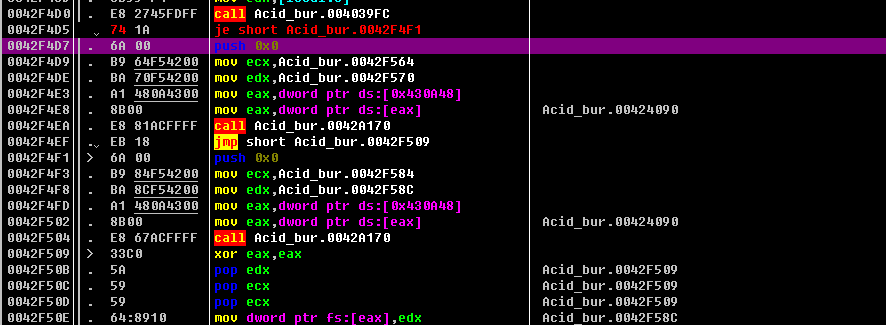 0042F4D0 . E8 2745FDFF call Acid_bur.004039FC
0042F4D5 . 74 1A je short Acid_bur.0042F4F1
0042F4D7 . 6A 00 push 0x0
0042F4D9 . B9 64F54200 mov ecx,Acid_bur.0042F564
0042F4DE . BA 70F54200 mov edx,Acid_bur.0042F570
0042F4E3 . A1 480A4300 mov eax,dword ptr ds:[0x430A48]
0042F4E8 . 8B00 mov eax,dword ptr ds:[eax] Acid_bur.00424090
0042F4EA . E8 81ACFFFF call Acid_bur.0042A170
0042F4EF . EB 18 jmp short Acid_bur.0042F509
0042F4F1 > 6A 00 push 0x0
0042F4F3 . B9 84F54200 mov ecx,Acid_bur.0042F584
0042F4F8 . BA 8CF54200 mov edx,Acid_bur.0042F58C
0042F4FD . A1 480A4300 mov eax,dword ptr ds:[0x430A48]
0042F502 . 8B00 mov eax,dword ptr ds:[eax] Acid_bur.00424090
0042F504 . E8 67ACFFFF call Acid_bur.0042A170
0042F509 > 33C0 xor eax,eax
0042F50B . 5A pop edx Acid_bur.0042F509
0042F50C . 59 pop ecx Acid_bur.0042F509
0042F50D . 59 pop ecx Acid_bur.0042F509
0042F50E . 64:8910 mov dword ptr fs:[eax],edx Acid_bur.0042F58C